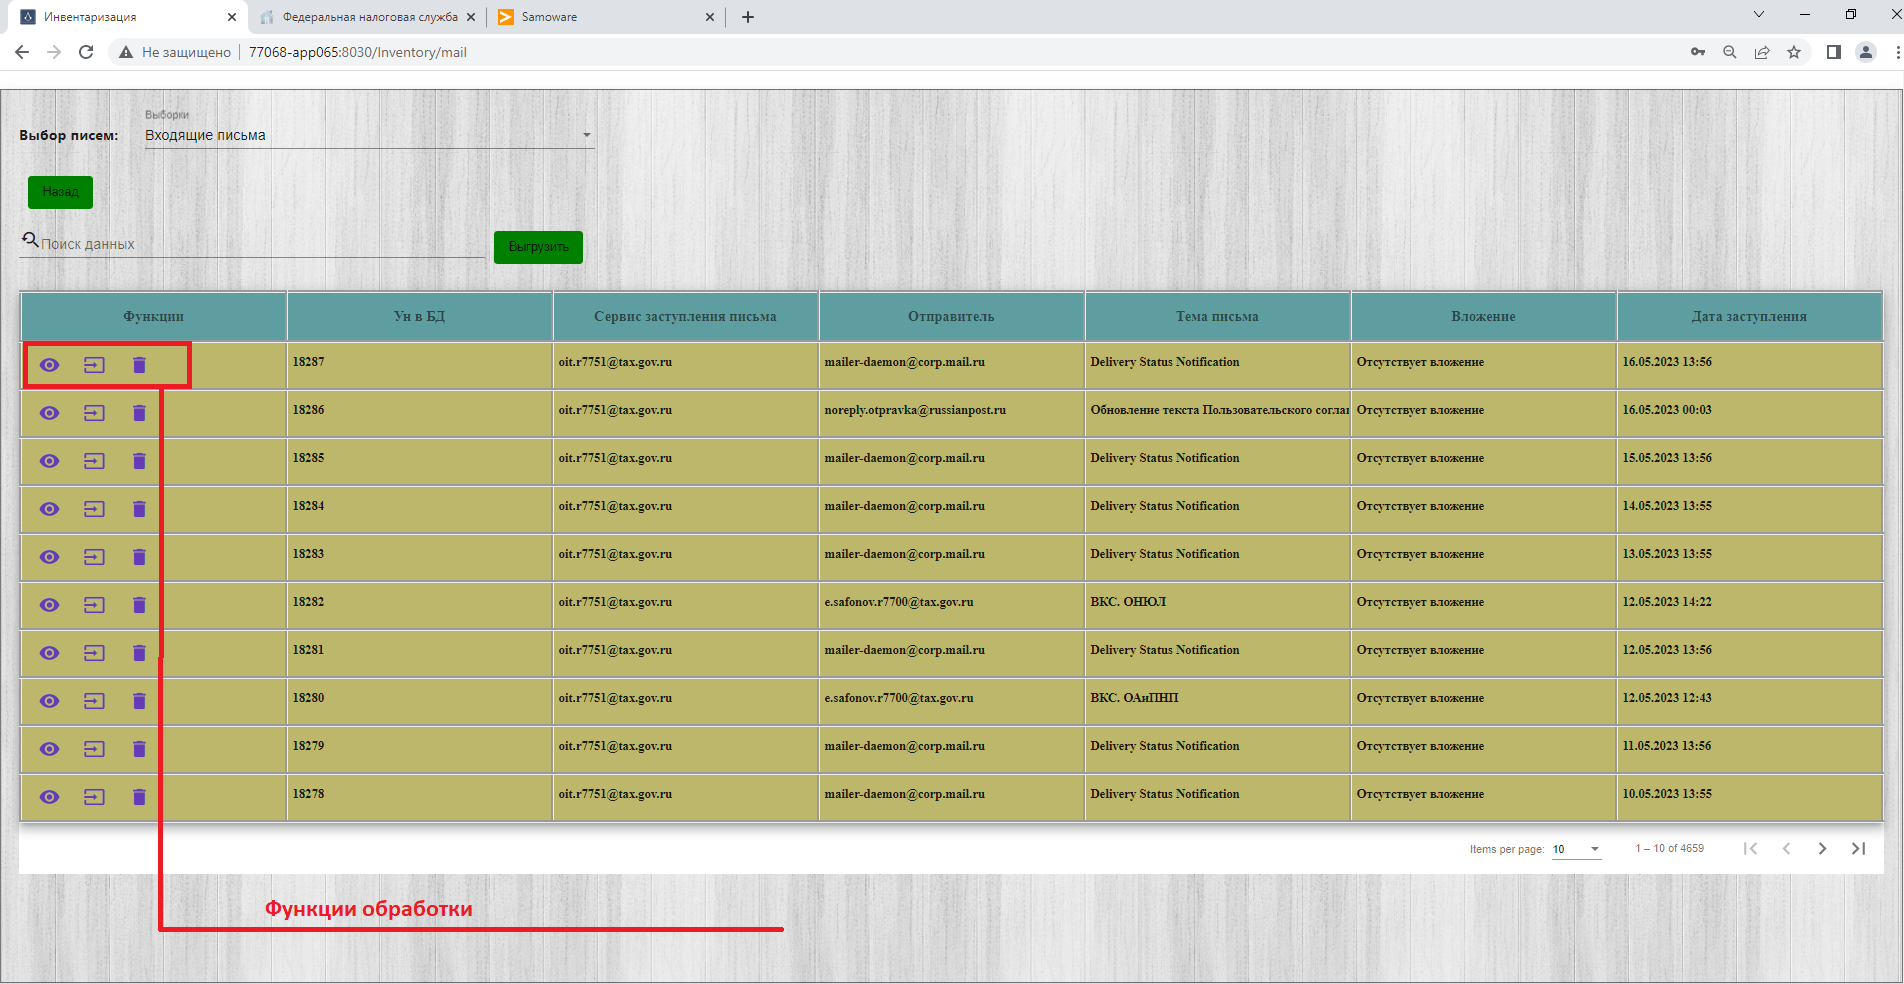 Инвентаризация
Федеральная налоговая служба
Samoware
Не защищено
77068-app065:8030/Inventory/mail
Выборки
Выбор писем:
Входящие письма
Назад
Поиск данных
Выгрузить
Функции Ун в БД Сервис заступления письма Отправитель Тема письма Вложение Дата заступления
18287 oit.r7751@tax.gov.ru mailer-daemon@corp.mail.ru Delivery Status Notification Отсутствует вложение 16.05.2023 13:56
18286 oit.r7751@tax.gov.ru noreply.otpravka@russianpost.ru Обновление текста Пользовательского согла Отсутствует вложение 16.05.2023 00:03
18285 oit.r7751@tax.gov.ru mailer-daemon@corp.mail.ru Delivery Status Notification Отсутствует вложение 15.05.2023 13:56
18284 oit.r7751@tax.gov.ru mailer-daemon@corp.mail.ru Delivery Status Notification Отсутствует вложение 14.05.2023 13:55
18283 oit.r7751@tax.gov.ru mailer-daemon@corp.mail.ru Delivery Status Notification Отсутствует вложение 13.05.2023 13:55
18282 oit.r7751@tax.gov.ru e.safonov.r7700@tax.gov.ru ВКС. ОНЮЛ Отсутствует вложение 12.05.2023 14:22
18281 oit.r7751@tax.gov.ru mailer-daemon@corp.mail.ru Delivery Status Notification Отсутствует вложение 12.05.2023 13:56
18280 oit.r7751@tax.gov.ru e.safonov.r7700@tax.gov.ru ВКС. ОАиПНП Отсутствует вложение 12.05.2023 12:43
18279 oit.r7751@tax.gov.ru mailer-daemon@corp.mail.ru Delivery Status Notification Отсутствует вложение 11.05.2023 13:56
18278 oit.r7751@tax.gov.ru mailer-daemon@corp.mail.ru Delivery Status Notification Отсутствует вложение 10.05.2023 13:55
Items per page: 10 1 – 10 of 4659
Функции обработки